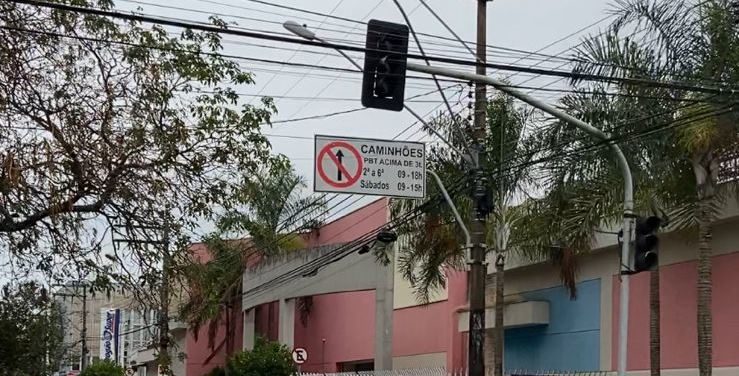 CAMINHÕES
PBT ACIMA DE 3t
2ª a 6ª 09-18h
Sábados 09-15h
E